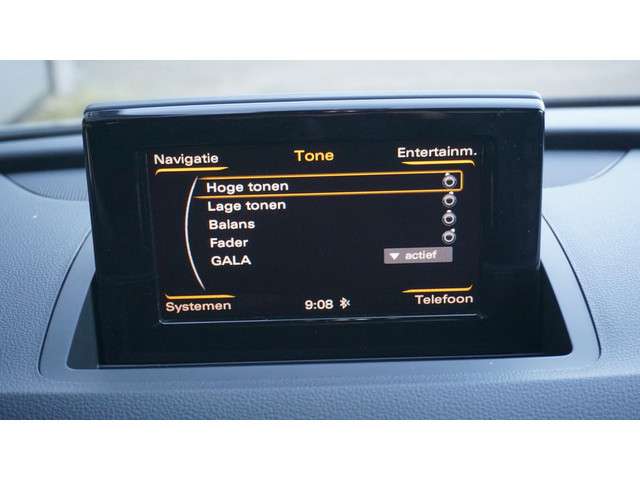 Navigatie Tone Entertainm.
Hoge tonen
Lage tonen
Balans
Fader
GALA ▼ actief
Systemen 9:08 Telefoon